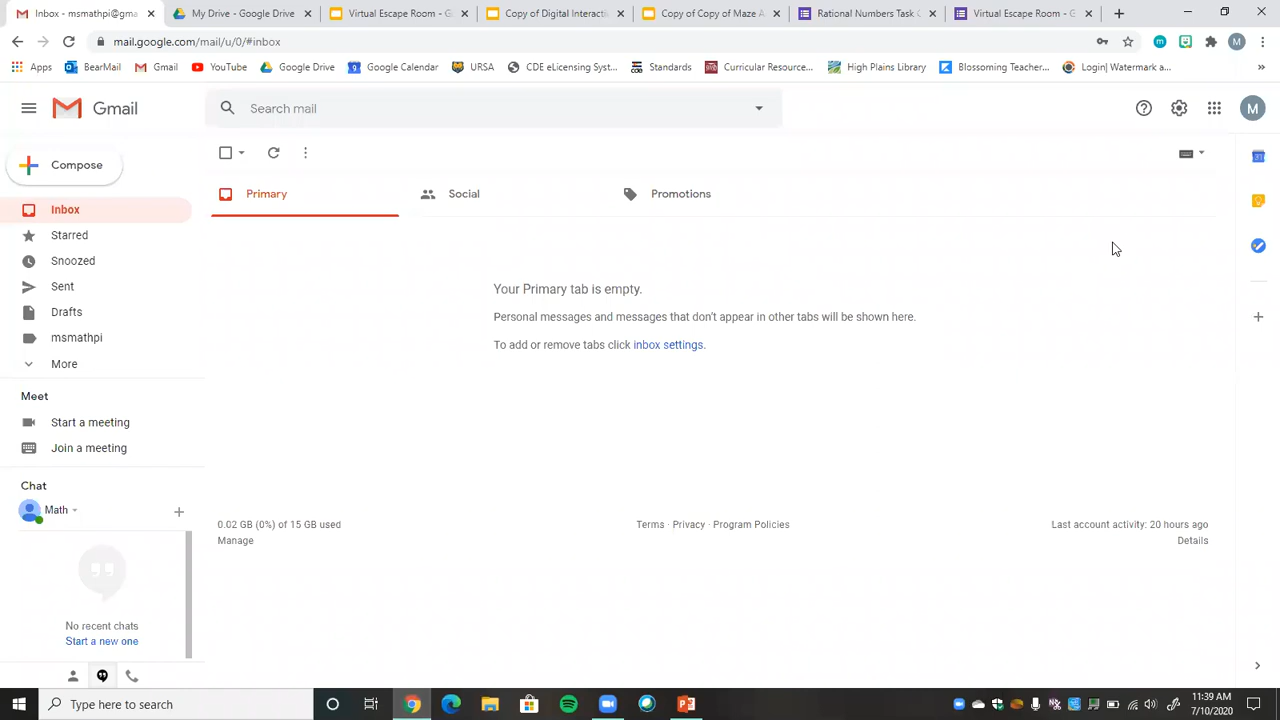 Inbox - msmathpi@gma
My Drive - Google Drive
Virtual Escape Room - G
Copy of Digital Interacti
Copy of Copy of Maze A
Rational Numbers Task C
Virtual Escape Room - G
mail.google.com/mail/u/0/#inbox
M
Apps
BearMail
Gmail
YouTube
Google Drive
Google Calendar
URSA
CDE eLicensing Syst...
Standards
Curricular Resource...
High Plains Library
Blossoming Teacher...
Login| Watermark a...
»
Gmail
Search mail
M
Compose
Primary
Social
Promotions
Inbox
Starred
Snoozed
Sent
Drafts
msmathpi
More
Your Primary tab is empty.
Personal messages and messages that don't appear in other tabs will be shown here.
To add or remove tabs click inbox settings.
Meet
Start a meeting
Join a meeting
Chat
Math
No recent chats
Start a new one
0.02 GB (0%) of 15 GB used
Manage
Terms · Privacy · Program Policies
Last account activity: 20 hours ago
Details
Type here to search
11:39 AM
7/10/2020